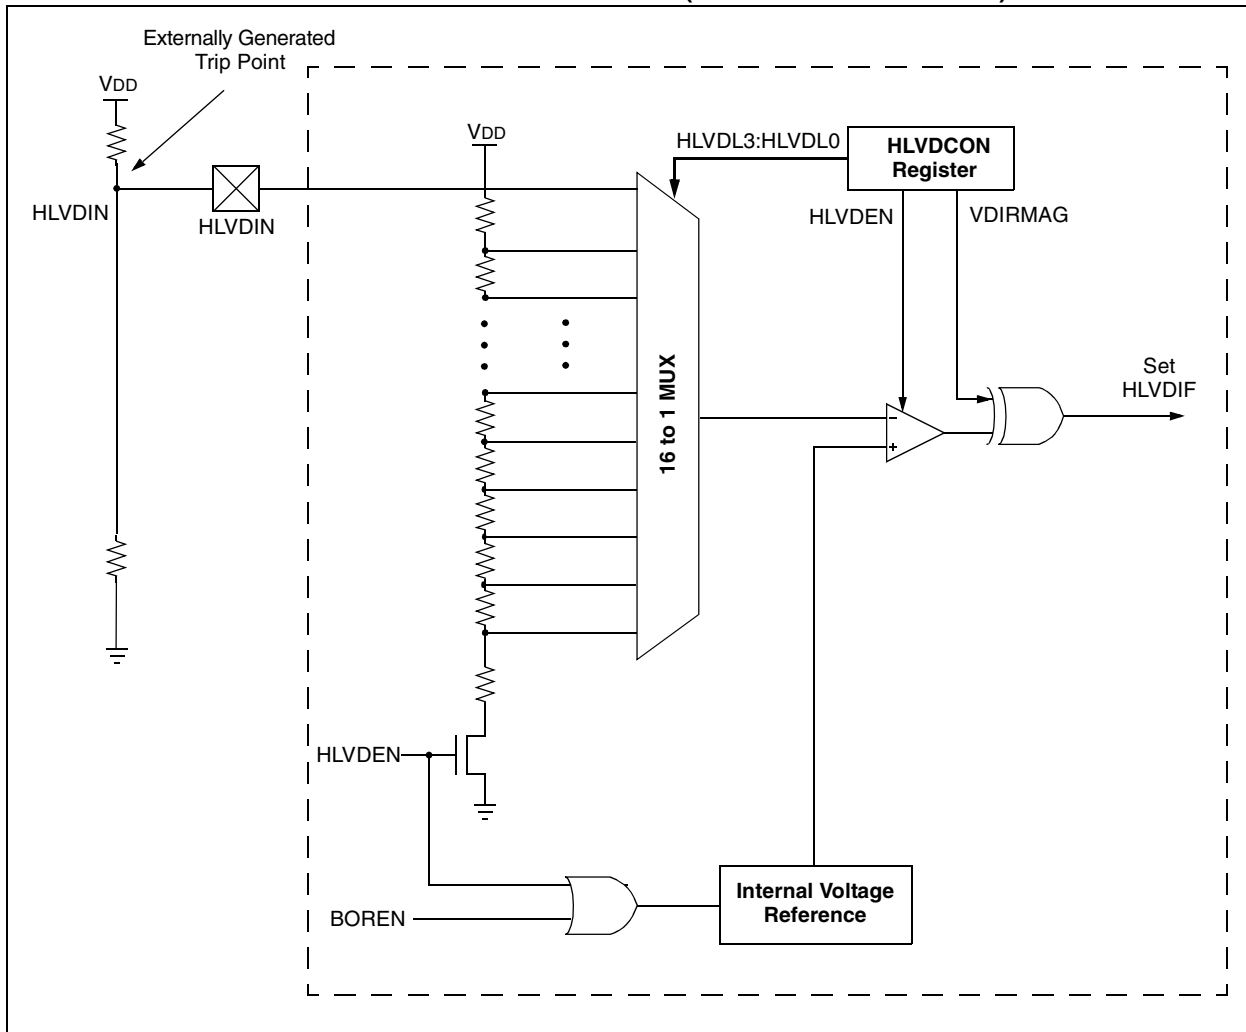 Externally Generated
Trip Point
VDD
HLVDIN
HLVDIN
VDD
HLVDL3:HLVDL0
HLVDCON
Register
HLVDEN
VDIRMAG
16 to 1 MUX
–
+
Set
HLVDIF
HLVDEN
BOREN
Internal Voltage
Reference